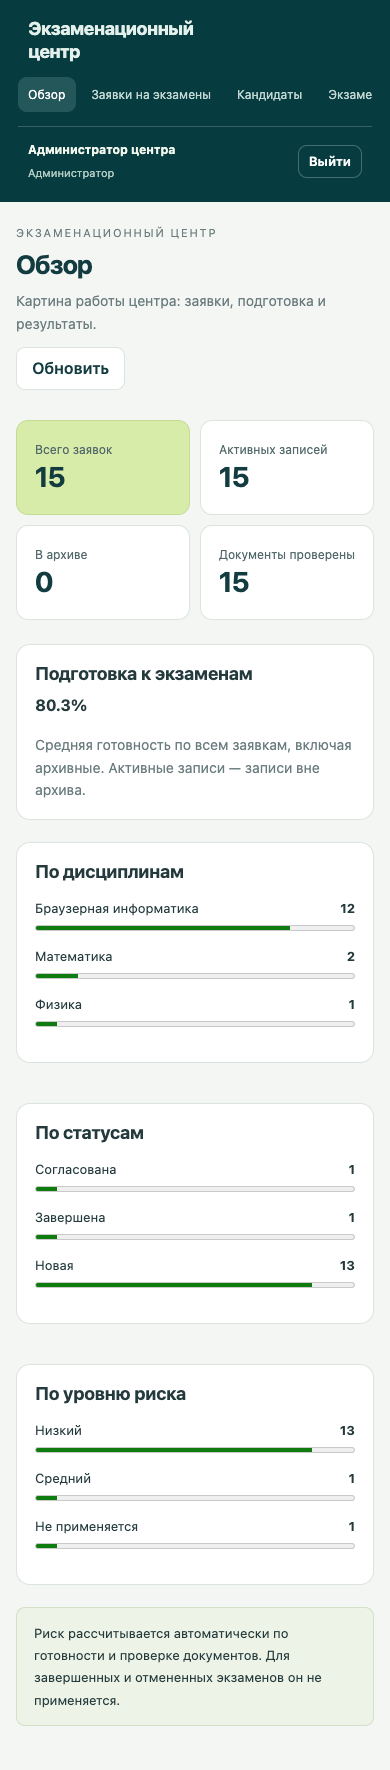 Экзаменационный
центр
Обзор Заявки на экзамены Кандидаты Экзаме
Администратор центра
Администратор
Выйти
ЭКЗАМЕНАЦИОННЫЙ ЦЕНТР
Обзор
Картина работы центра: заявки, подготовка и
результаты.
Обновить
Всего заявок
15
Активных записей
15
В архиве
0
Документы проверены
15
Подготовка к экзаменам
80.3%
Средняя готовность по всем заявкам, включая
архивные. Активные записи — записи вне
архива.
По дисциплинам
Браузерная информатика 12
Математика 2
Физика 1
По статусам
Согласована 1
Завершена 1
Новая 13
По уровню риска
Низкий 13
Средний 1
Не применяется 1
Риск рассчитывается автоматически по
готовности и проверке документов. Для
завершенных и отмененных экзаменов он не
применяется.